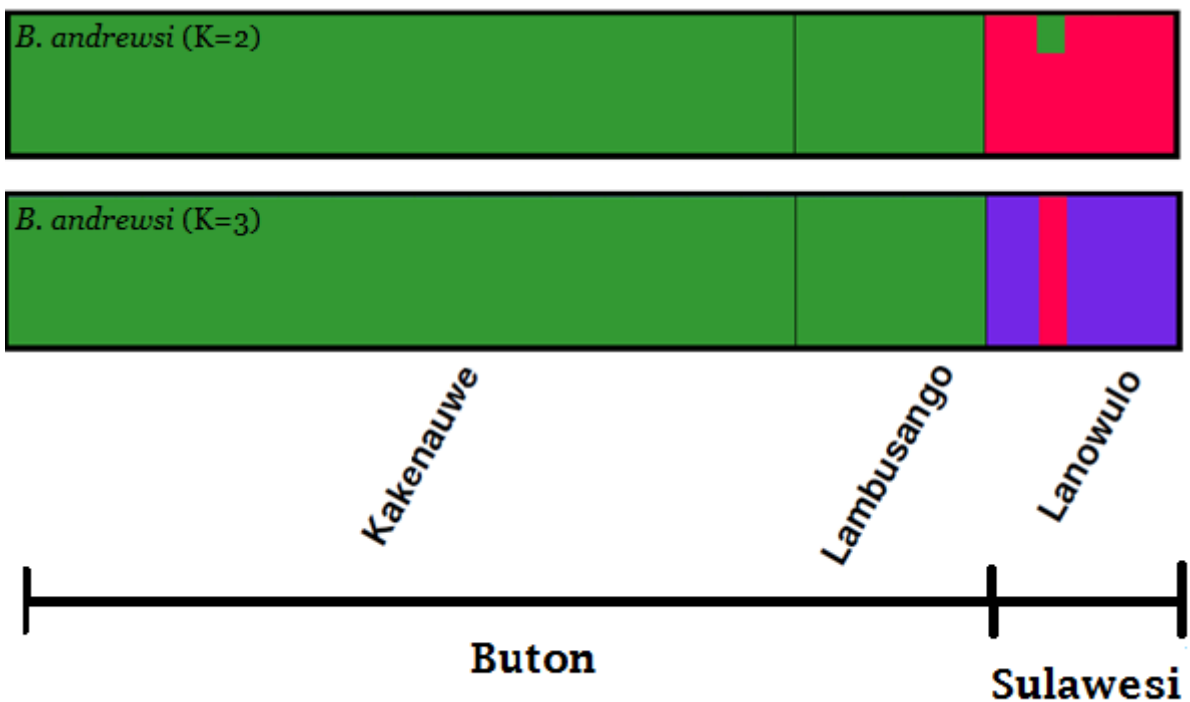 B. andrewsi (K=2)
B. andrewsi (K=3)
Kakenauwe
Lambusango
Lanowulo
Buton
Sulawesi